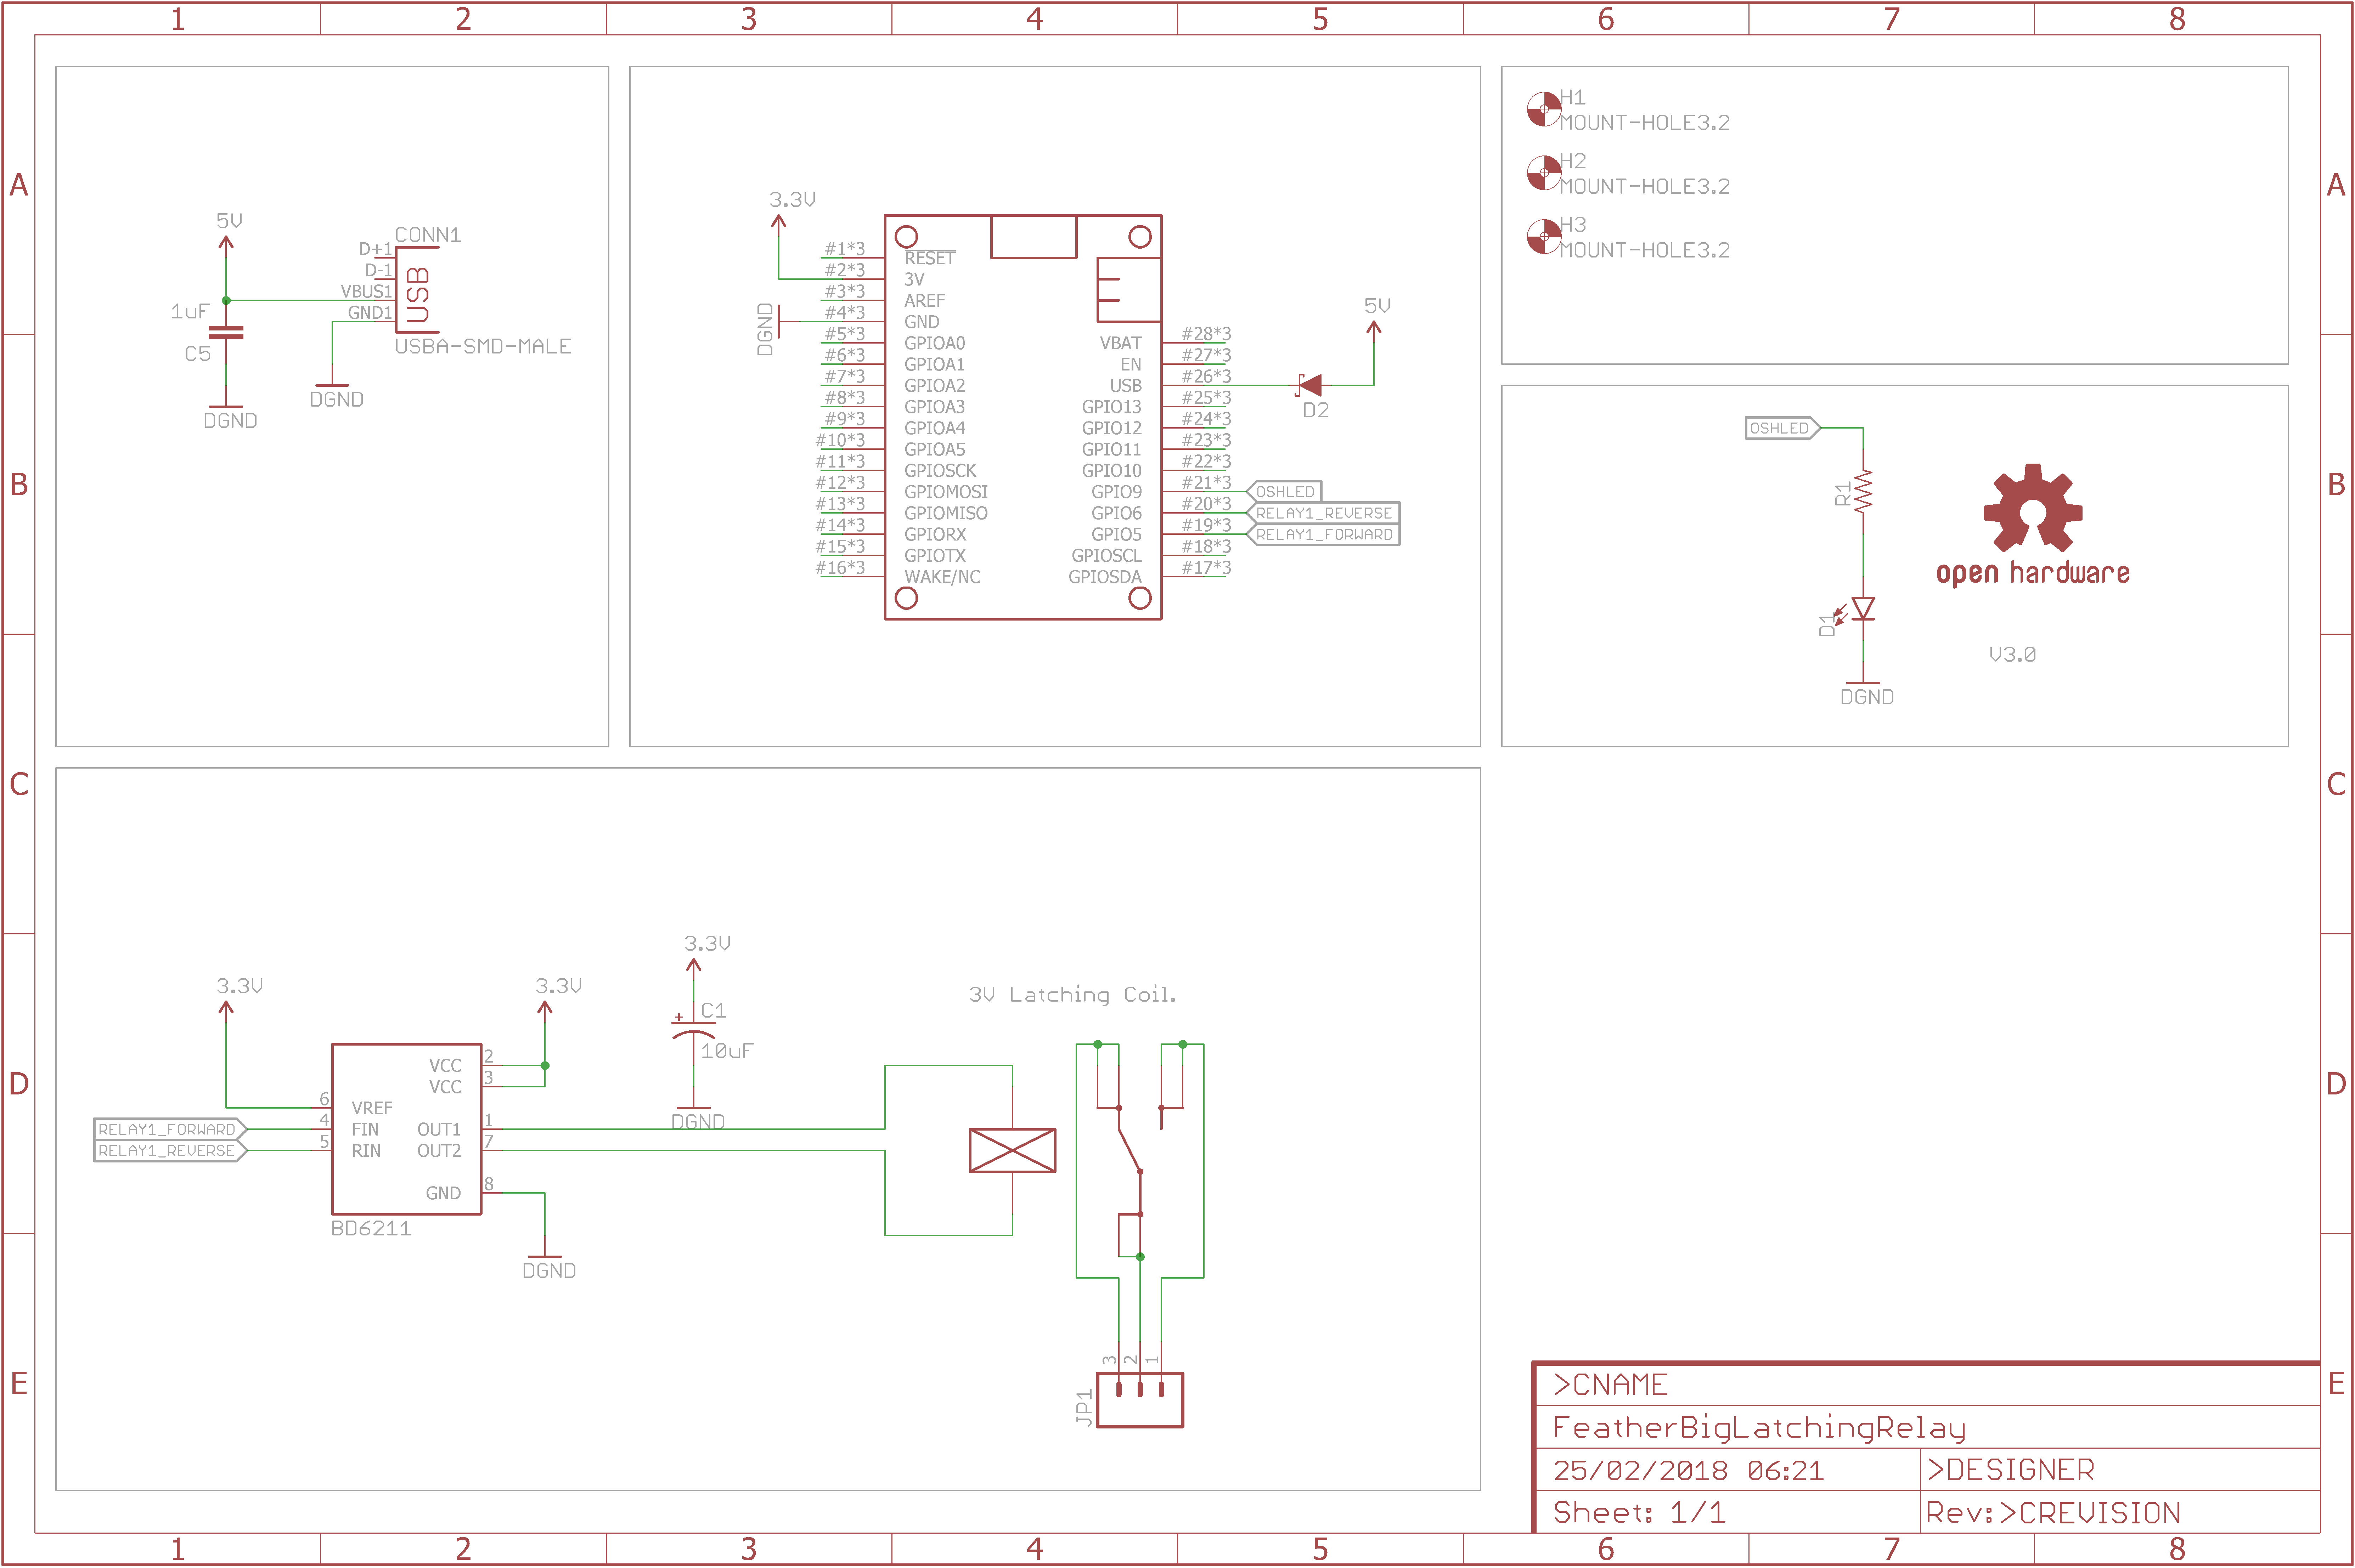 1 2 3 4 5 6 7 8
A
B
C
D
E
A
B
C
D
E
5V
1uF
C5
DGND
CONN1
D+1
D-1
VBUS1
GND1
USB
USBA-SMD-MALE
DGND
3.3V
DGND
#1*3 RESET
#2*3 3V
#3*3 AREF
#4*3 GND
#5*3 GPIOA0
#6*3 GPIOA1
#7*3 GPIOA2
#8*3 GPIOA3
#9*3 GPIOA4
#10*3 GPIOA5
#11*3 GPIOSCK
#12*3 GPIOMOSI
#13*3 GPIOMISO
#14*3 GPIORX
#15*3 GPIOTX
#16*3 WAKE/NC
VBAT #28*3
EN #27*3
USB #26*3
GPIO13 #25*3
GPIO12 #24*3
GPIO11 #23*3
GPIO10 #22*3
GPIO9 #21*3 OSHLED
GPIO6 #20*3 RELAY1_REVERSE
GPIO5 #19*3 RELAY1_FORWARD
GPIOSCL #18*3
GPIOSDA #17*3
5V
D2
H1
MOUNT-HOLE3.2
H2
MOUNT-HOLE3.2
H3
MOUNT-HOLE3.2
OSHLED
R1
D1
DGND
open hardware
V3.0
3.3V
3.3V
VCC 2
VCC 3
6 VREF
RELAY1_FORWARD 4 FIN OUT1 1
RELAY1_REVERSE 5 RIN OUT2 7
GND 8
BD6211
DGND
3.3V
+ C1
10uF
DGND
3V Latching Coil.
3 2 1
JP1
>CNAME
FeatherBigLatchingRelay
25/02/2018 06:21 >DESIGNER
Sheet: 1/1 Rev:>CREVISION
1 2 3 4 5 6 7 8